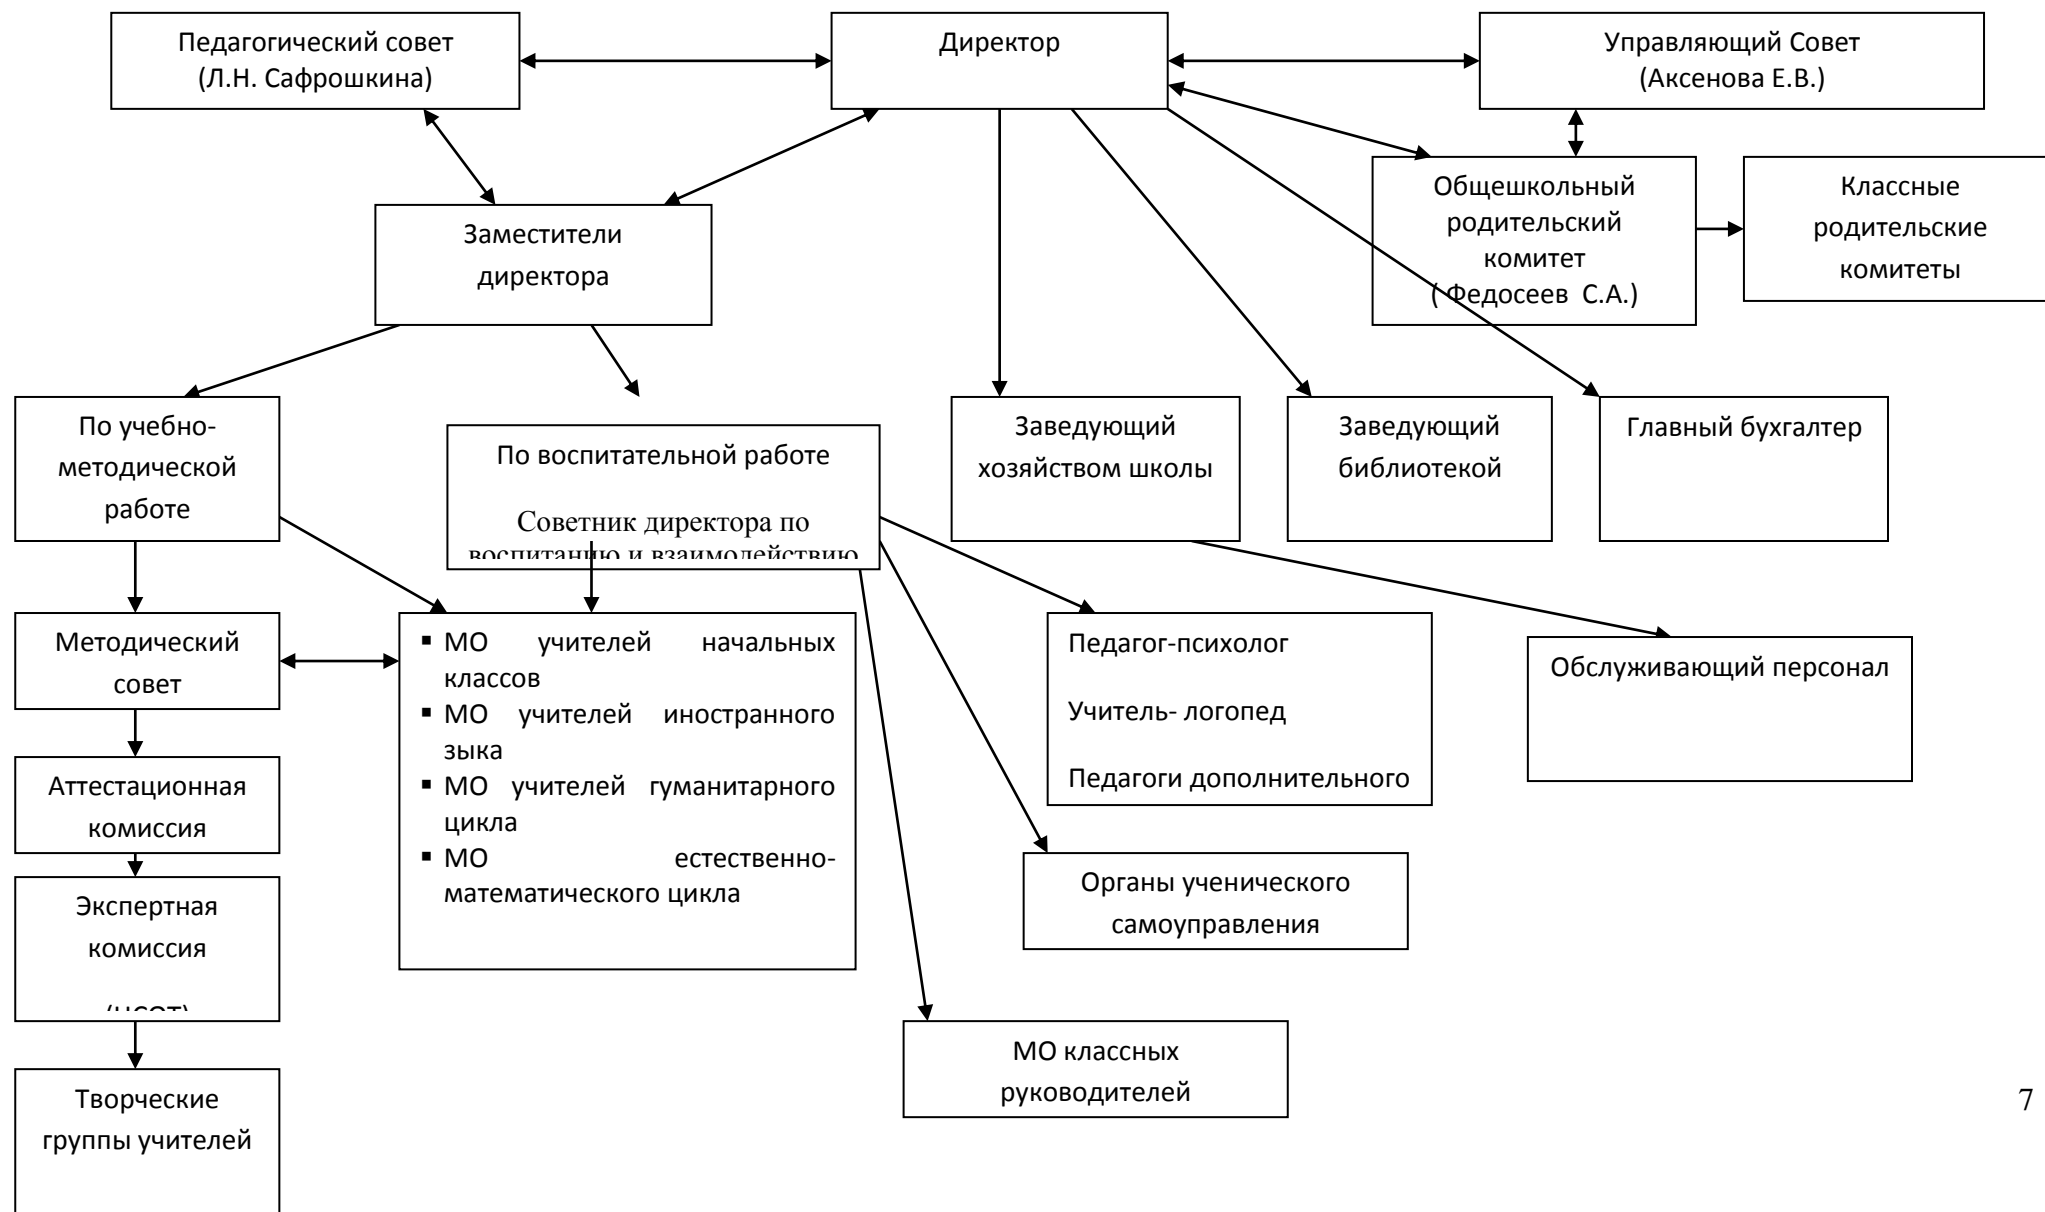 Педагогический совет
(Л.Н. Сафрошкина)
Директор
Управляющий Совет
(Аксенова Е.В.)
Общешкольный
родительский
комитет
( Федосеев С.А.)
Классные
родительские
комитеты
Заместители
директора
По учебно-
методической
работе
По воспитательной работе
Советник директора по
воспитанию и взаимодействию
Заведующий
хозяйством школы
Заведующий
библиотекой
Главный бухгалтер
Методический
совет
▪ МО учителей начальных
классов
▪ МО учителей иностранного
зыка
▪ МО учителей гуманитарного
цикла
▪ МО естественно-
математического цикла
Педагог-психолог
Учитель- логопед
Педагоги дополнительного
Обслуживающий персонал
Аттестационная
комиссия
Экспертная
комиссия
Органы ученического
самоуправления
МО классных
руководителей
Творческие
группы учителей
7